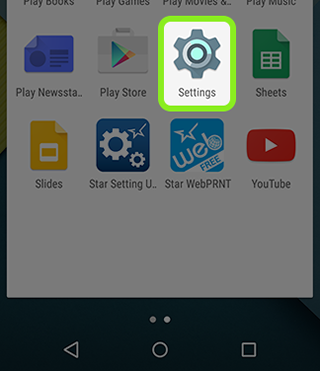 Play Books Play Games Play Movies &.. Play Music
Play Newssta.. Play Store Settings Sheets
web
FREE
Slides Star Setting U.. Star WebPRNT YouTube